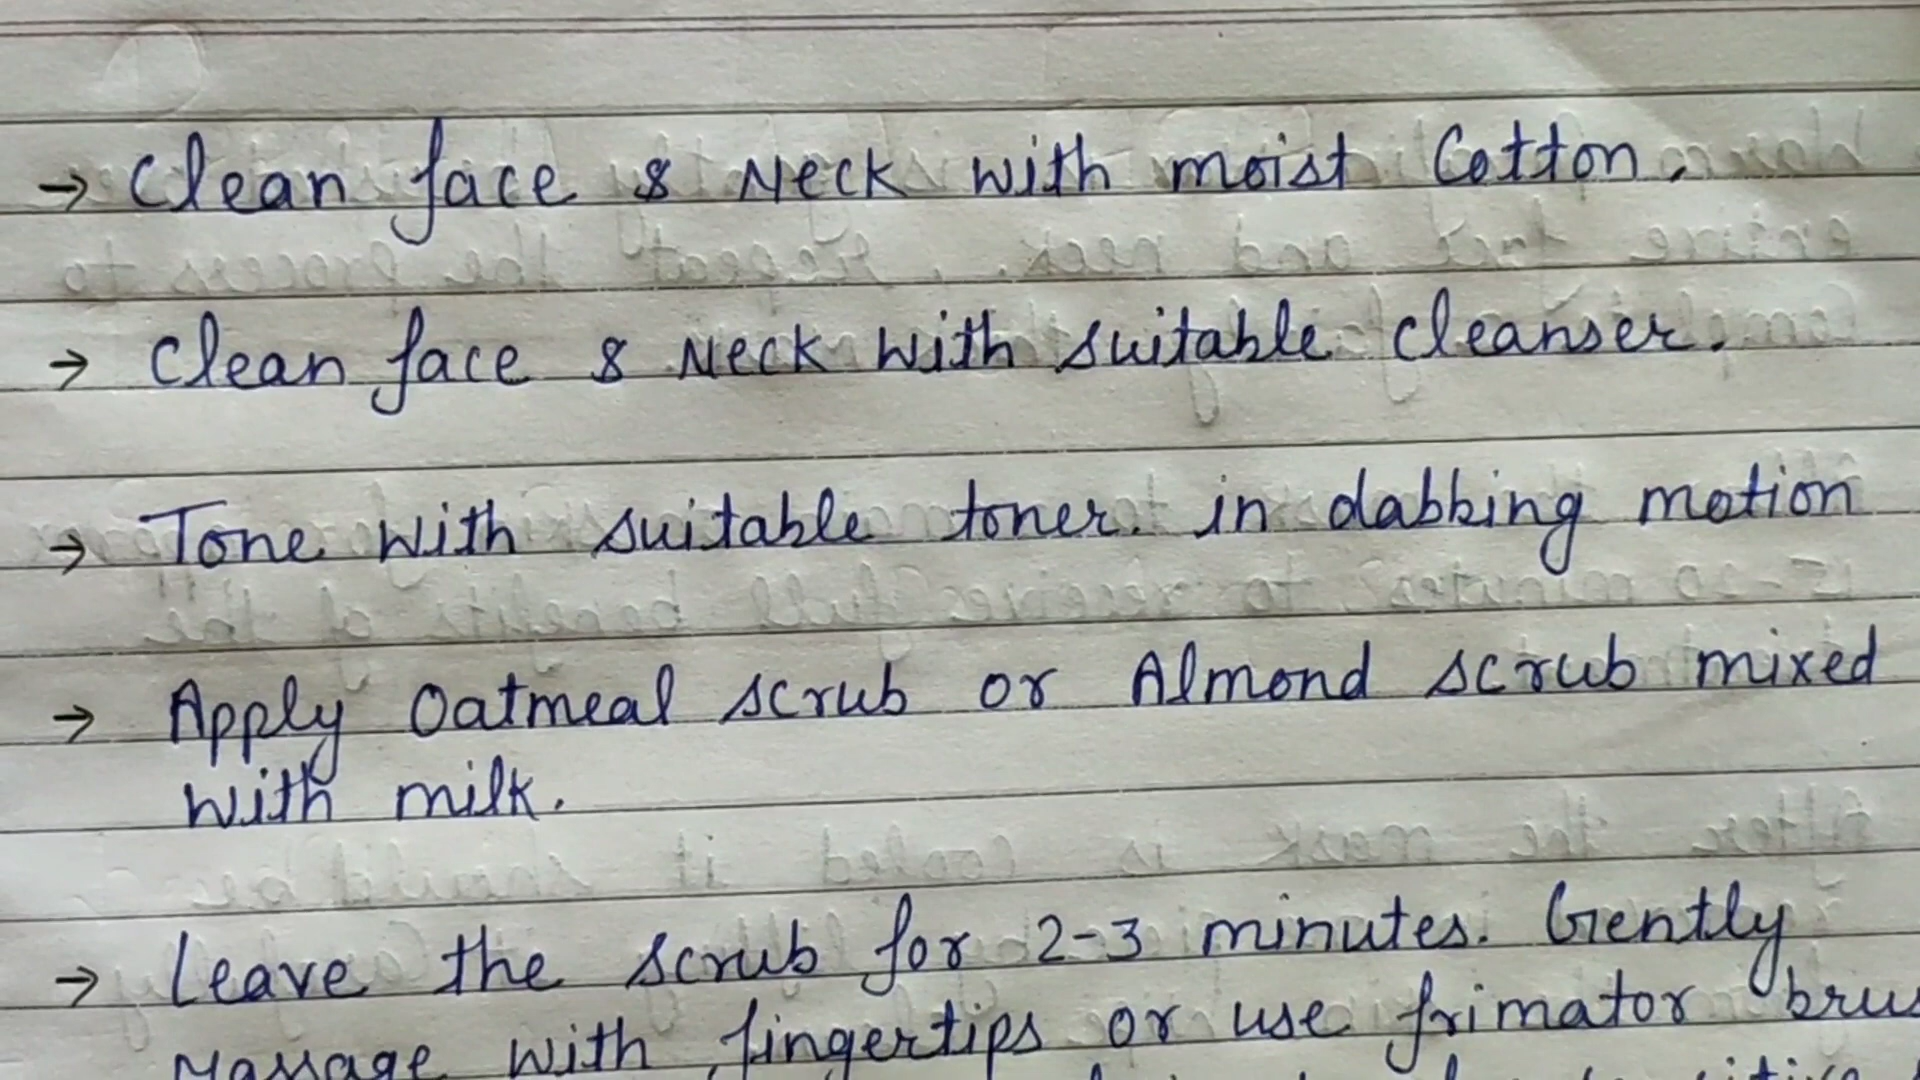 → Clean face & Neck with moist Cotton.
→ Clean face & Neck with suitable cleanser.
→ Tone with suitable toner. in dabbing motion
→ Apply Oatmeal scrub or Almond scrub mixed
with milk.
→ Leave the scrub for 2-3 minutes. Gently
Massage with fingertips or use frimator brus